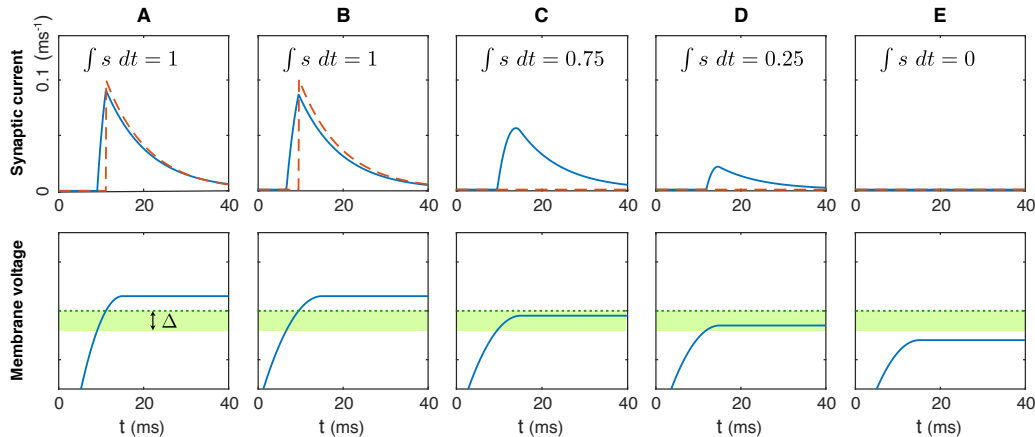 A B C D E
Synaptic current (ms⁻¹)
0.1
0
∫ s dt = 1
∫ s dt = 1
∫ s dt = 0.75
∫ s dt = 0.25
∫ s dt = 0
0 20 40
0 20 40
0 20 40
0 20 40
0 20 40
Membrane voltage
Δ
0 20 40
0 20 40
0 20 40
0 20 40
0 20 40
t (ms)
t (ms)
t (ms)
t (ms)
t (ms)